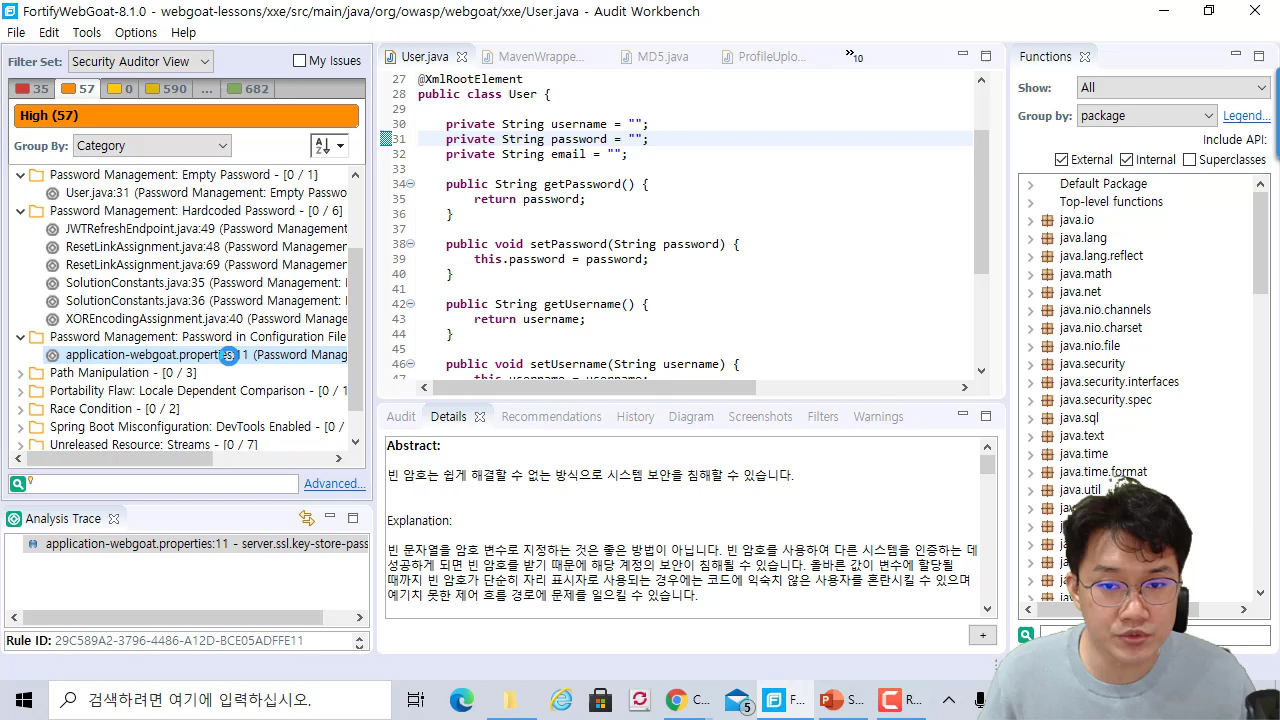 FortifyWebGoat-8.1.0 - webgoat-lessons/xxe/src/main/java/org/owasp/webgoat/xxe/User.java - Audit Workbench
File Edit Tools Options Help
Filter Set: Security Auditor View My Issues
35 57 0 590 ... 682
High (57)
Group By: Category
Password Management: Empty Password - [0 / 1]
User.java:31 (Password Management: Empty Passwo
Password Management: Hardcoded Password - [0 / 6]
JWTRefreshEndpoint.java:49 (Password Manageme
ResetLinkAssignment.java:48 (Password Managemen
ResetLinkAssignment.java:69 (Password Managemen
SolutionConstants.java:35 (Password Management: 
SolutionConstants.java:36 (Password Management: 
XOREncodingAssignment.java:40 (Password Manage
Password Management: Password in Configuration File
application-webgoat.properties:11 (Password Manag
Path Manipulation - [0 / 3]
Portability Flaw: Locale Dependent Comparison - [0 / 1
Race Condition - [0 / 2]
Spring Boot Misconfiguration: DevTools Enabled - [0 /
Unreleased Resource: Streams - [0 / 7]
Advanced...
Analysis Trace
application-webgoat.properties:11 - server.ssl.key-store-pass
Rule ID: 29C589A2-3796-4486-A12D-BCE05ADFFE11
User.java MavenWrappe... MD5.java ProfileUplo... »10
27 @XmlRootElement
28 public class User {
29
30 private String username = "";
31 private String password = "";
32 private String email = "";
33
34 public String getPassword() {
35 return password;
36 }
37
38 public void setPassword(String password) {
39 this.password = password;
40 }
41
42 public String getUsername() {
43 return username;
44 }
45
46 public void setUsername(String username) {
47 this.username = username;
Audit Details Recommendations History Diagram Screenshots Filters Warnings
Abstract:
빈 암호는 쉽게 해결할 수 없는 방식으로 시스템 보안을 침해할 수 있습니다.
Explanation:
빈 문자열을 암호 변수로 지정하는 것은 좋은 방법이 아닙니다. 빈 암호를 사용하여 다른 시스템을 인증하는 데
성공하게 되면 빈 암호를 받기 때문에 해당 계정의 보안이 침해될 수 있습니다. 올바른 값이 변수에 할당될
때까지 빈 암호가 단순히 자리 표시자로 사용되는 경우에는 코드에 익숙하지 않은 사용자를 혼란시킬 수 있으며
예기치 못한 제어 흐름 경로에 문제를 일으킬 수 있습니다.
+
Functions
Show: All
Group by: package Legend...
Include API:
External Internal Superclasses
Default Package
Top-level functions
java.io
java.lang
java.lang.reflect
java.math
java.net
java.nio.channels
java.nio.charset
java.nio.file
java.security
java.security.interfaces
java.security.spec
java.sql
java.text
java.time
java.time.format
java.util
검색하려면 여기에 입력하십시오.
C... 5 F... S... R...